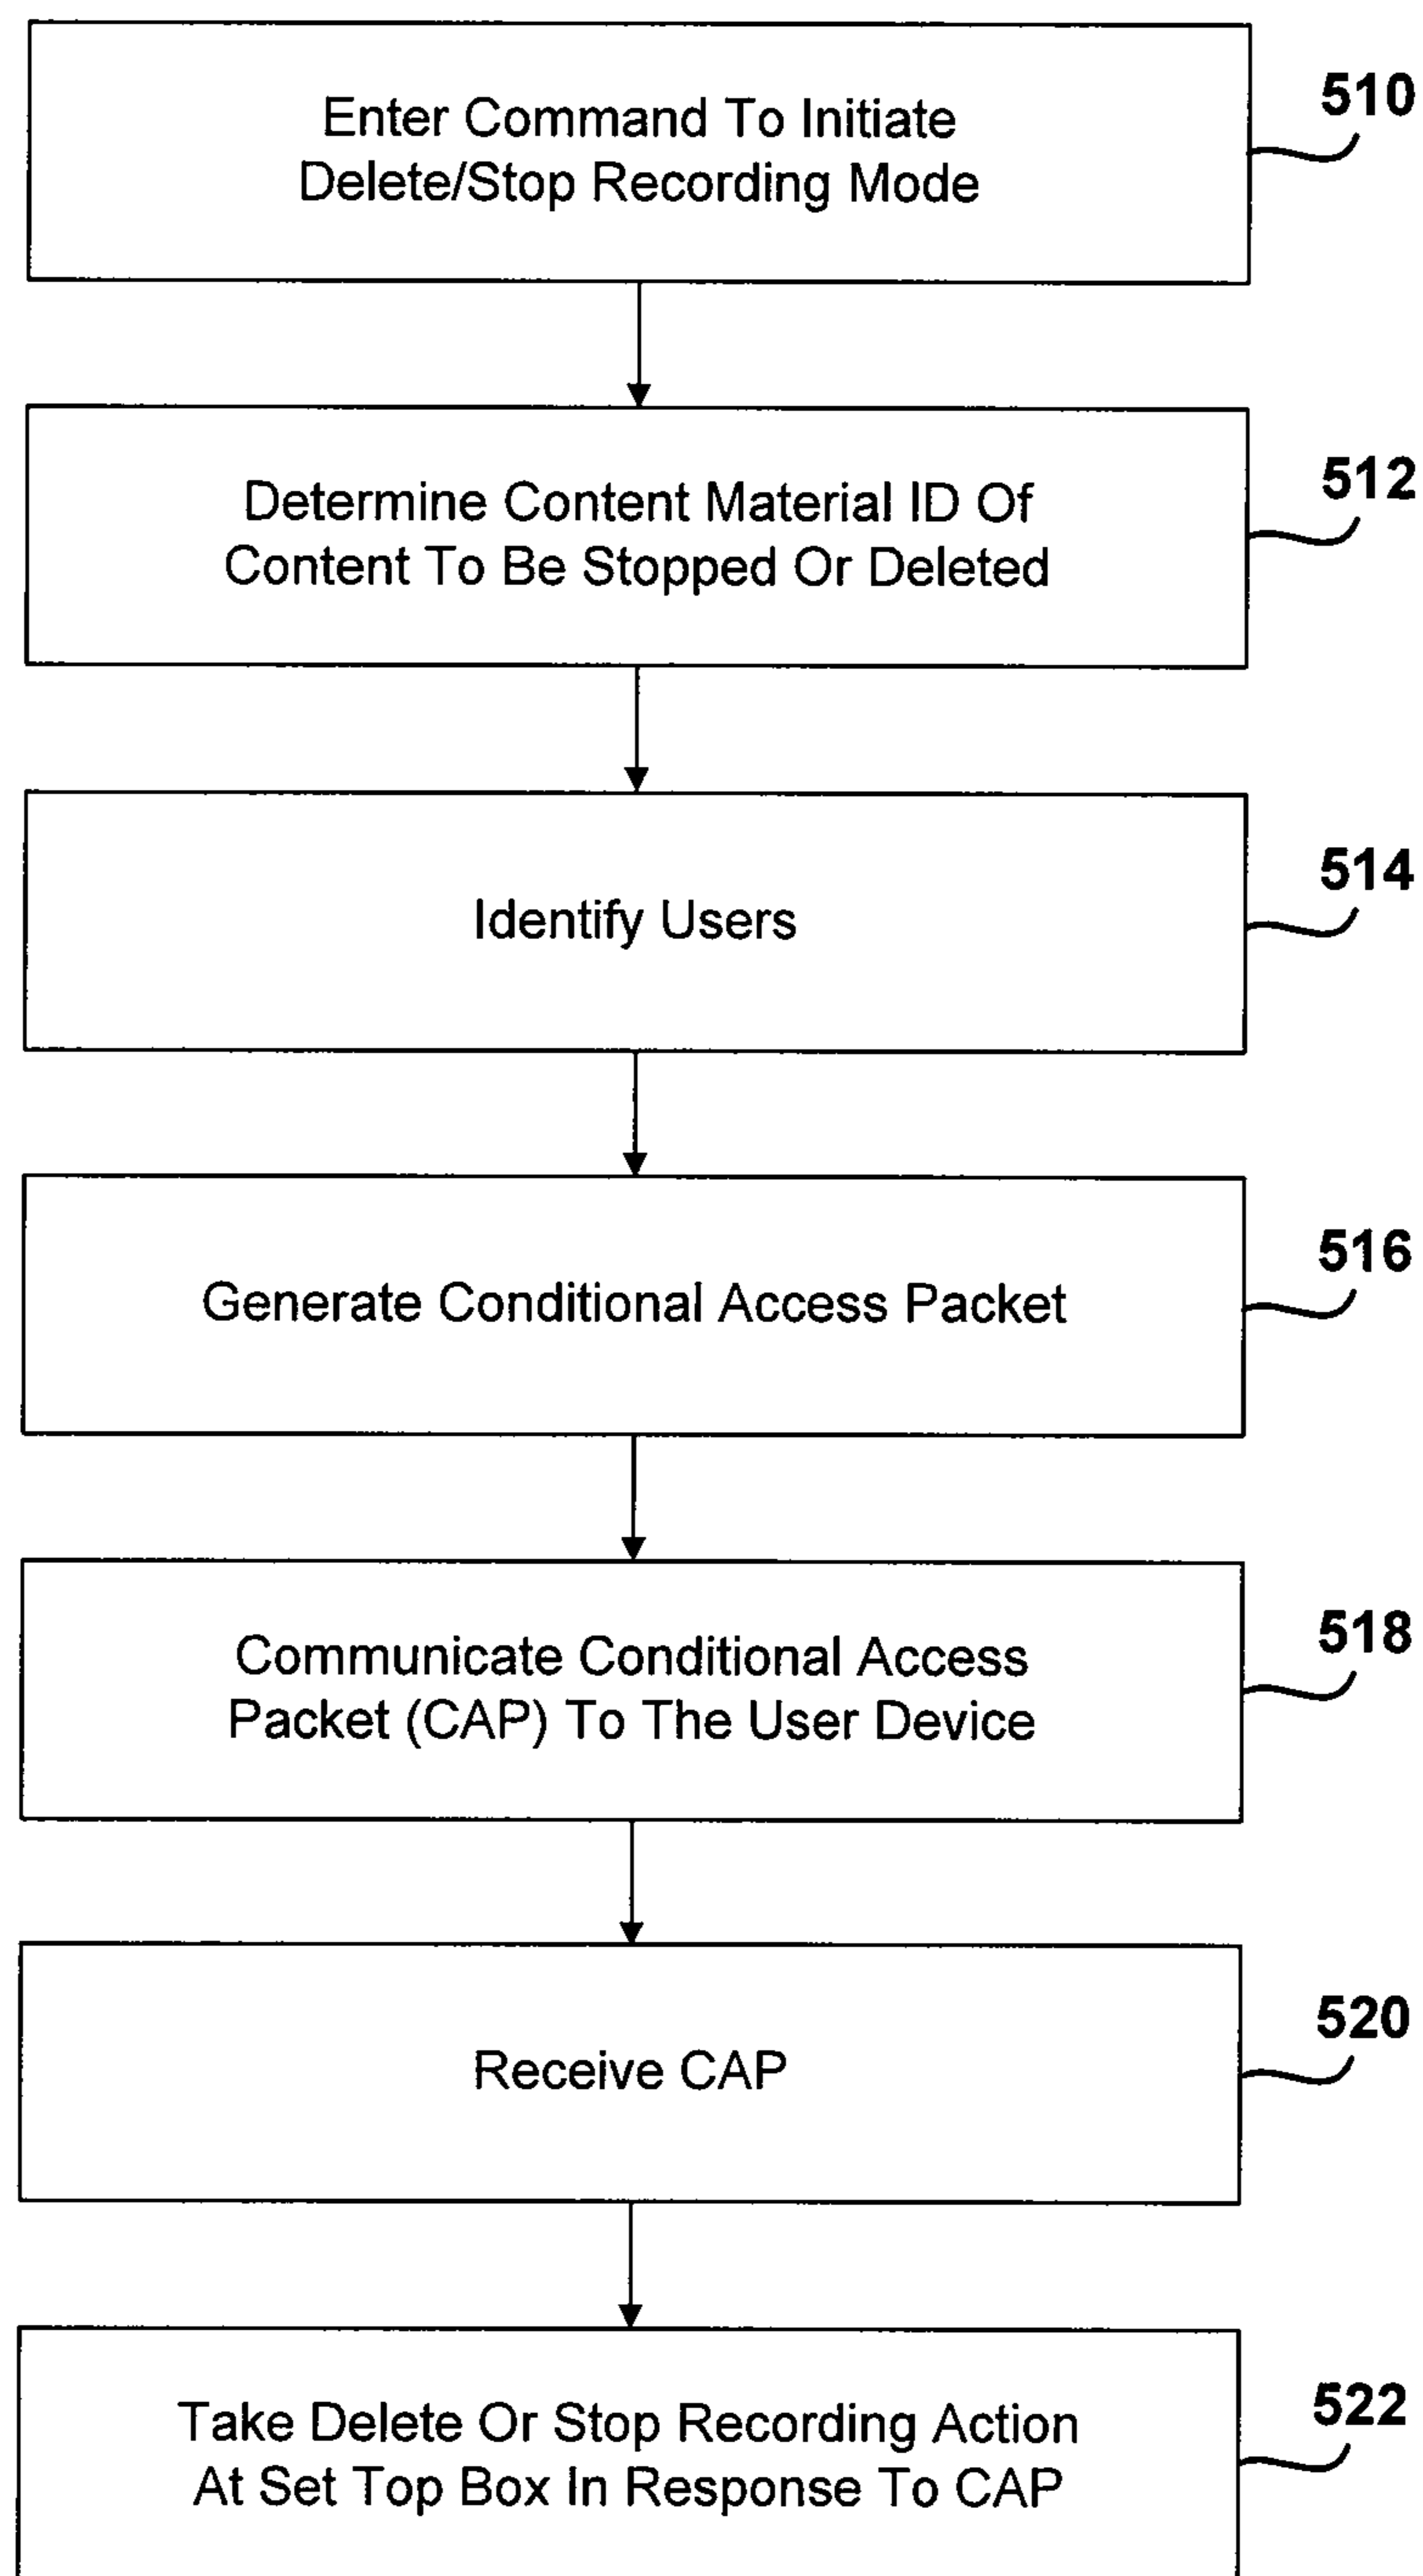 Enter Command To Initiate
Delete/Stop Recording Mode
510
Determine Content Material ID Of
Content To Be Stopped Or Deleted
512
Identify Users
514
Generate Conditional Access Packet
516
Communicate Conditional Access
Packet (CAP) To The User Device
518
Receive CAP
520
Take Delete Or Stop Recording Action
At Set Top Box In Response To CAP
522